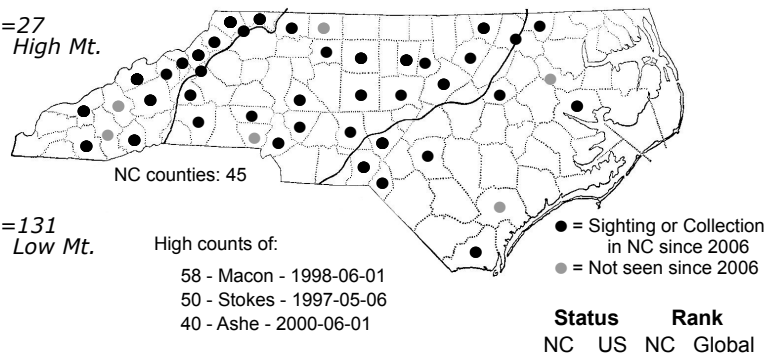 =27
High Mt.
NC counties: 45
=131
Low Mt.
High counts of:
58 - Macon - 1998-06-01
50 - Stokes - 1997-05-06
40 - Ashe - 2000-06-01
= Sighting or Collection
in NC since 2006
= Not seen since 2006
Status Rank
NC US NC Global